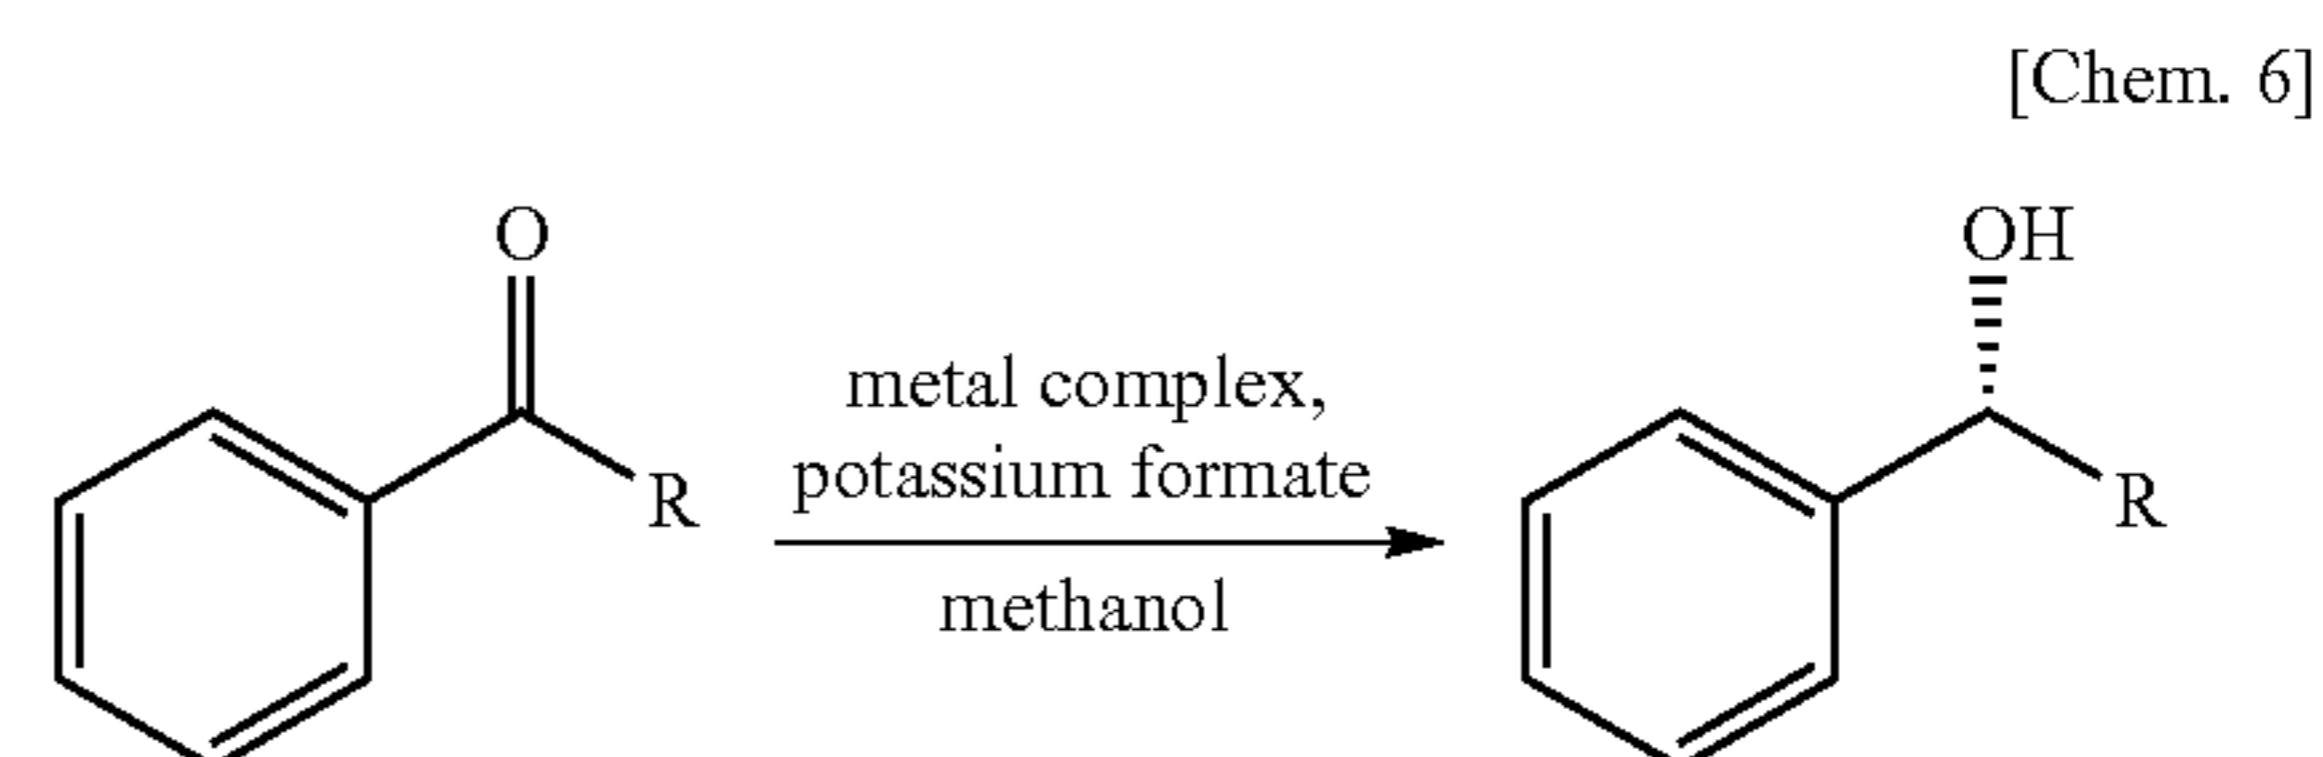 [Chem. 6]
O
OH
metal complex,
potassium formate
R
R
methanol